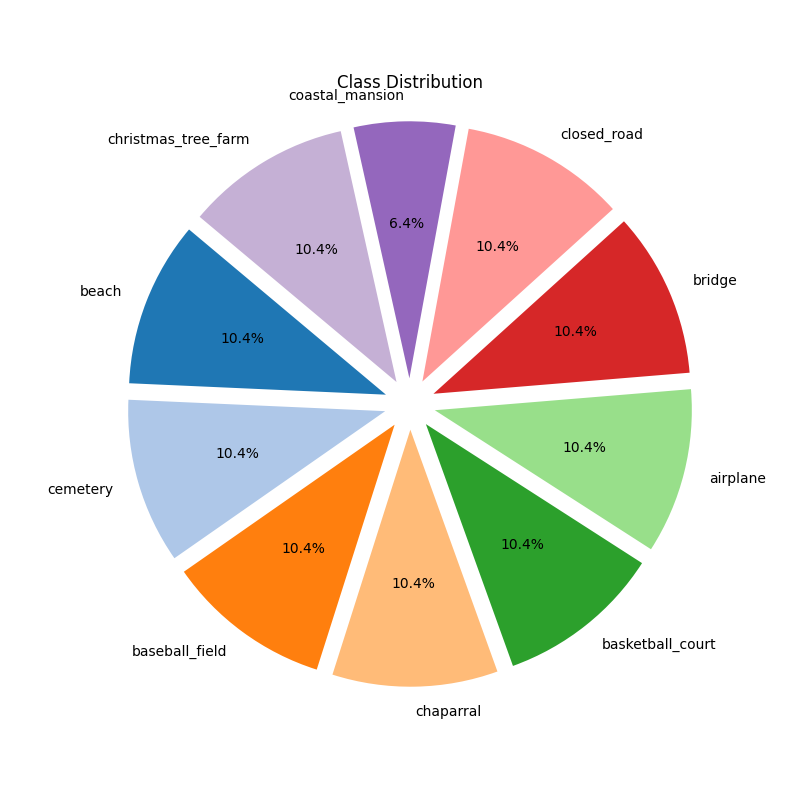 Class Distribution
coastal_mansion
closed_road
christmas_tree_farm
6.4%
10.4%
10.4%
bridge
beach
10.4%
10.4%
10.4%
10.4%
airplane
cemetery
10.4%
10.4%
10.4%
basketball_court
baseball_field
chaparral